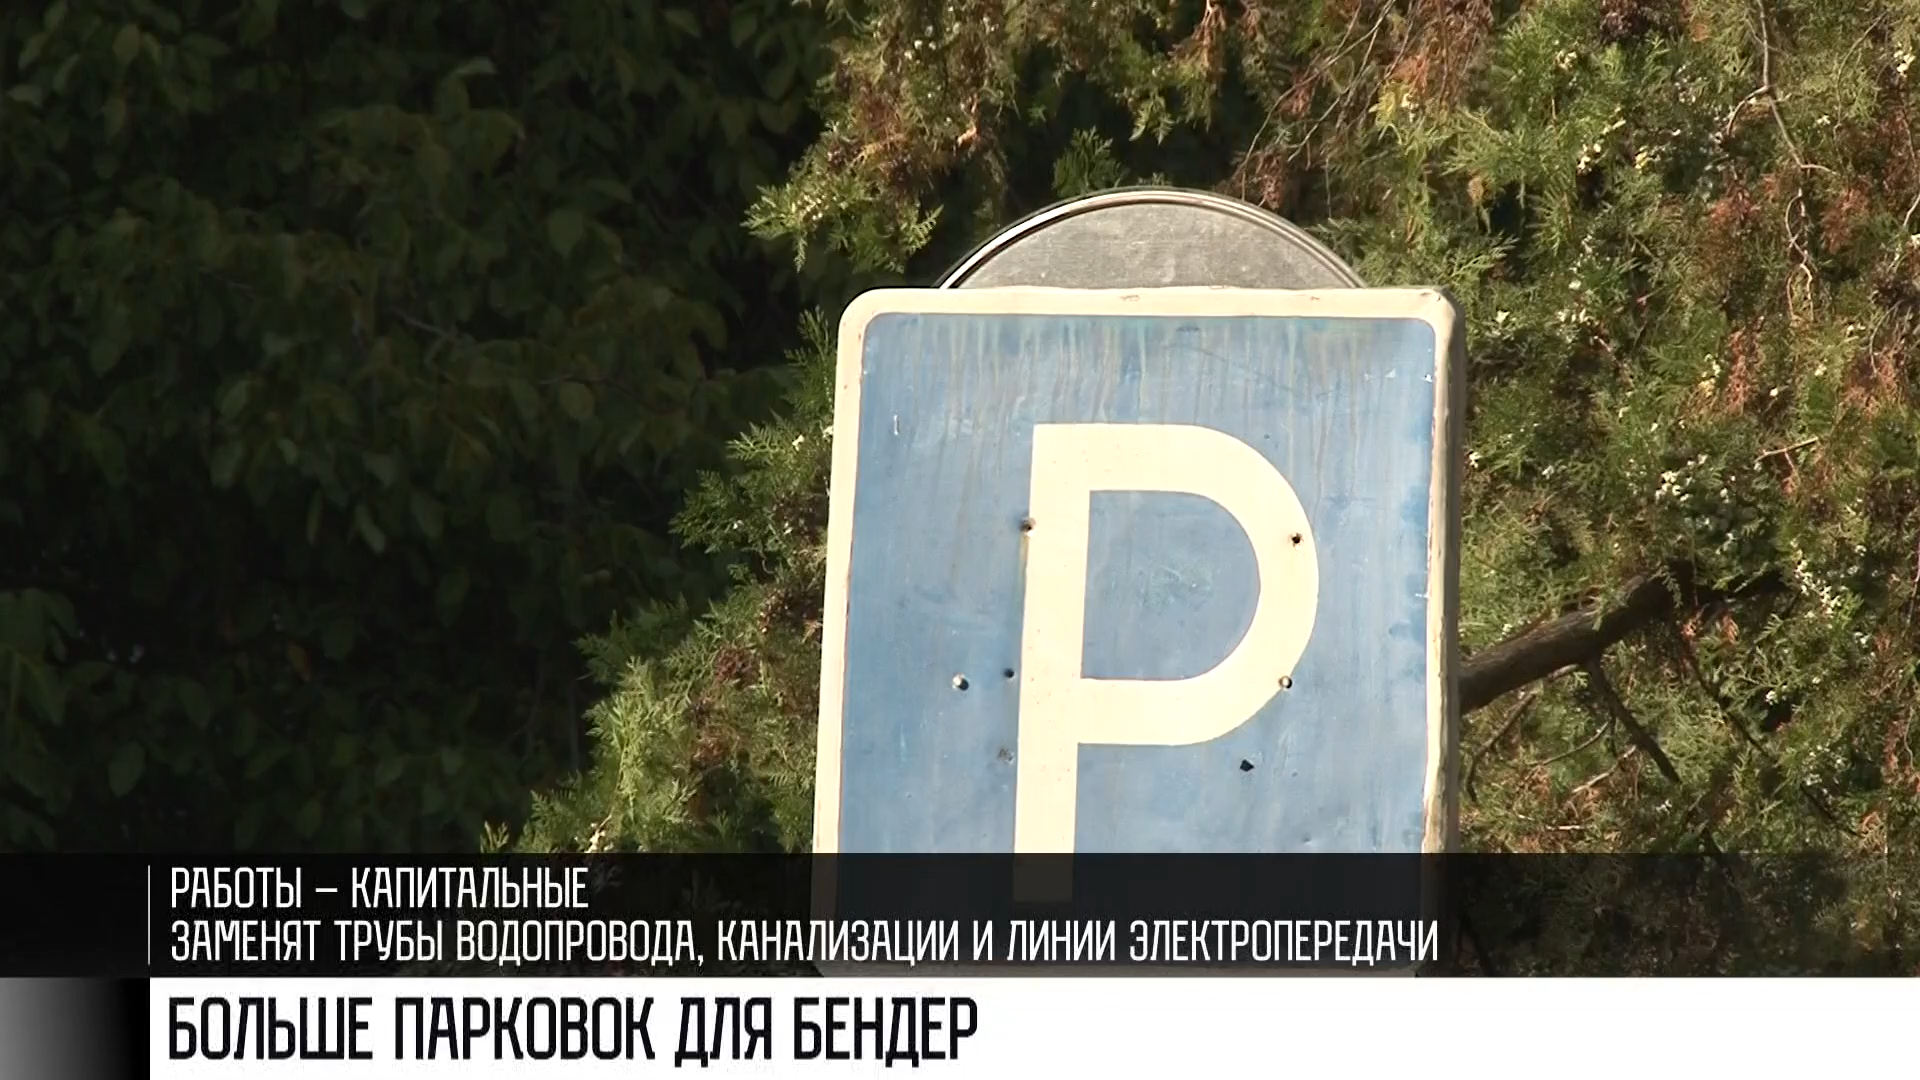 P
РАБОТЫ – КАПИТАЛЬНЫЕ
ЗАМЕНЯТ ТРУБЫ ВОДОПРОВОДА, КАНАЛИЗАЦИИ И ЛИНИИ ЭЛЕКТРОПЕРЕДАЧИ
БОЛЬШЕ ПАРКОВОК ДЛЯ БЕНДЕР